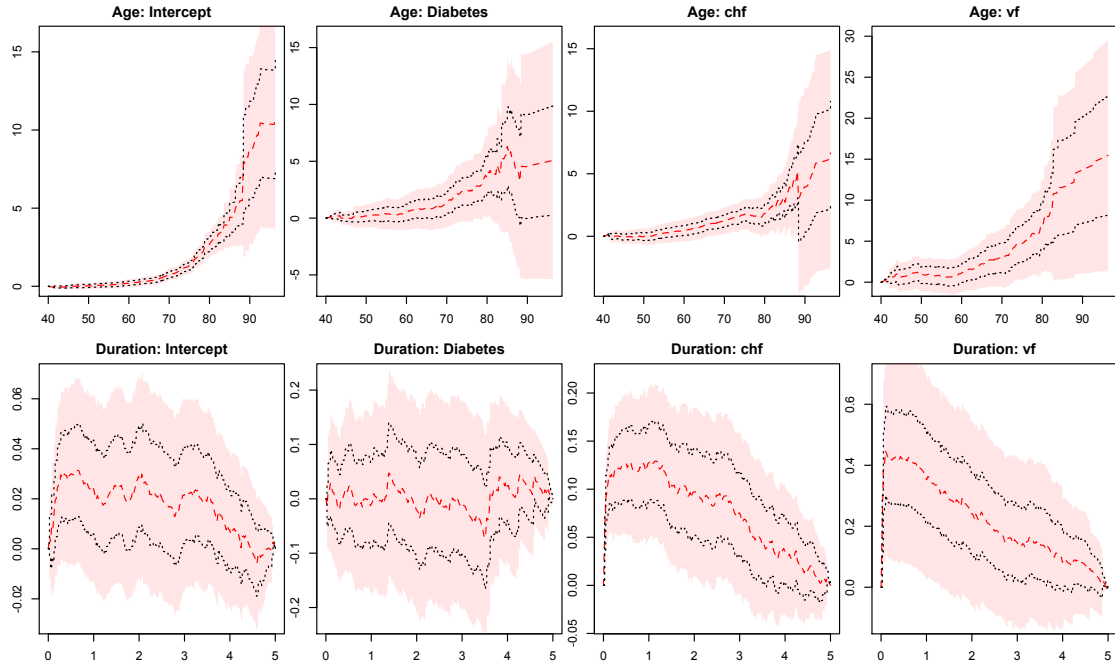 Age: Intercept
Age: Diabetes
Age: chf
Age: vf
15
10
5
0
40 50 60 70 80 90
15
10
5
0
-5
40 50 60 70 80 90
15
10
5
0
40 50 60 70 80 90
30
25
20
15
10
5
0
-5
40 50 60 70 80 90
Duration: Intercept
Duration: Diabetes
Duration: chf
Duration: vf
0.06
0.04
0.02
0.00
-0.02
0 1 2 3 4 5
0.2
0.1
0.0
-0.1
-0.2
0 1 2 3 4 5
0.20
0.15
0.10
0.05
0.00
-0.05
0 1 2 3 4 5
0.6
0.4
0.2
0.0
0 1 2 3 4 5